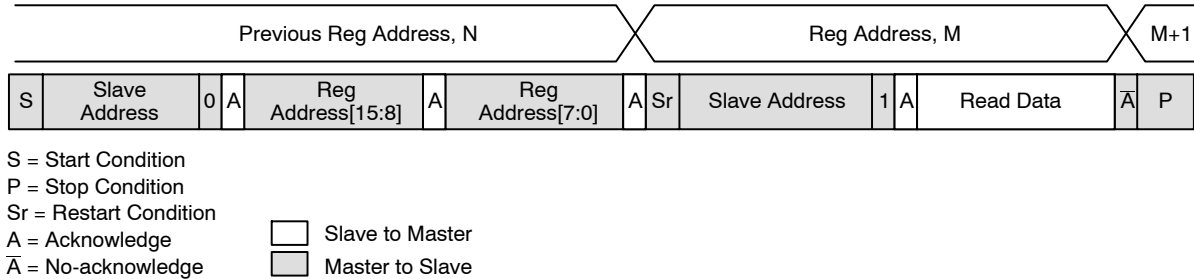 Previous Reg Address, N Reg Address, M M+1
S Slave Address 0 A Reg Address[15:8] A Reg Address[7:0] A Sr Slave Address 1 A Read Data A̅ P
S = Start Condition
P = Stop Condition
Sr = Restart Condition
A = Acknowledge
A̅ = No-acknowledge
Slave to Master
Master to Slave